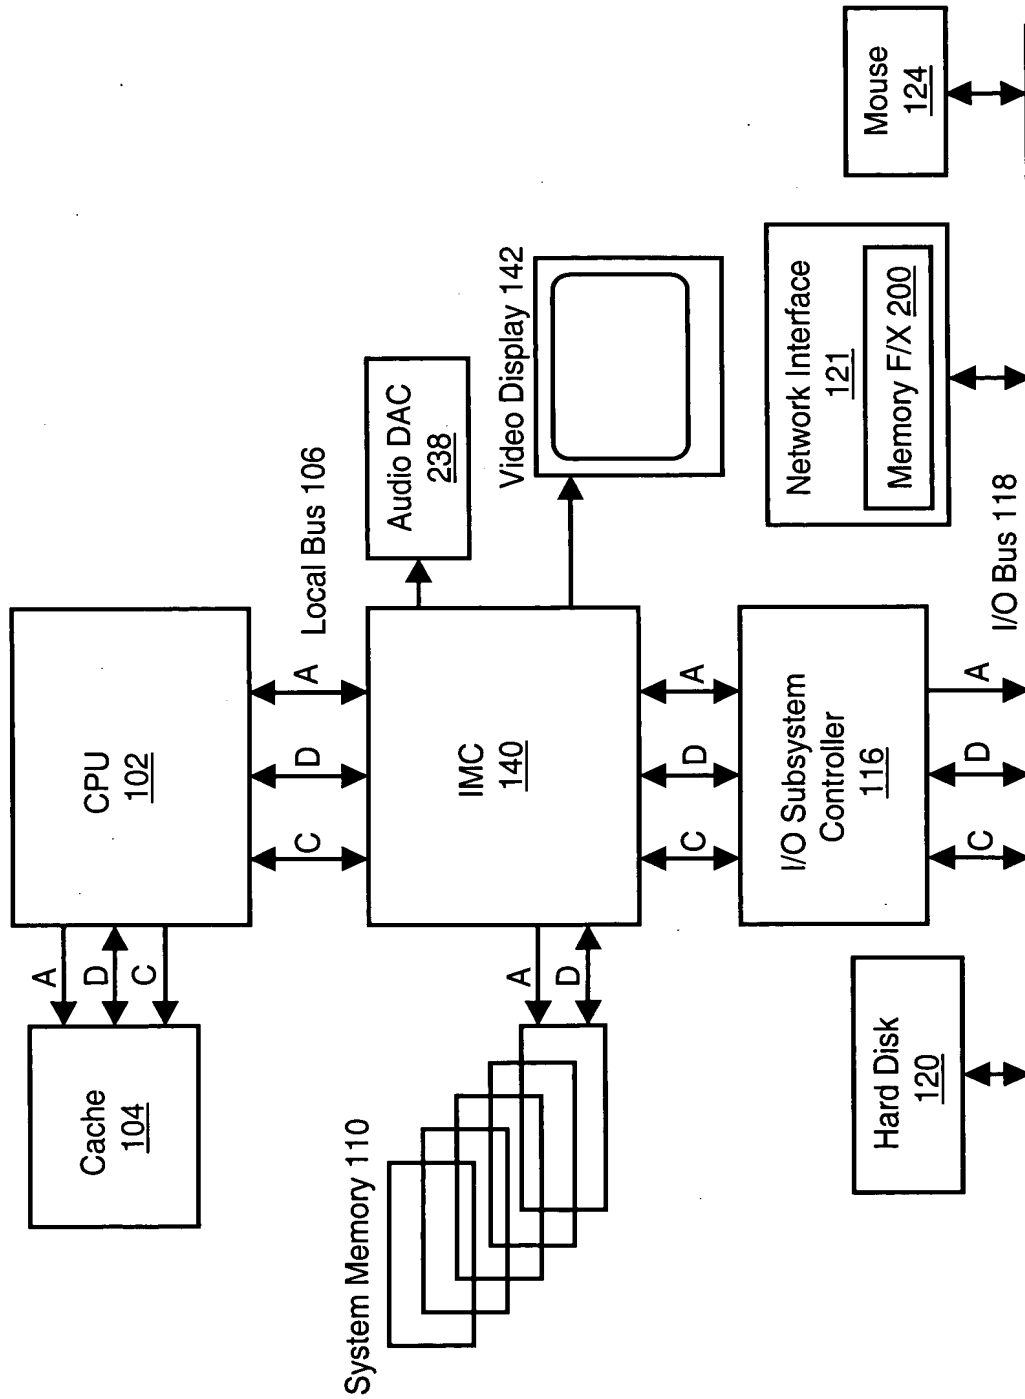 Cache
104
A
D
C
CPU
102
System Memory 110
A
D
C
D
A
Local Bus 106
IMC
140
Audio DAC
238
Video Display 142
C
D
A
Hard Disk
120
I/O Subsystem
Controller
116
Network Interface
121
Memory F/X 200
Mouse
124
C
D
A
I/O Bus 118